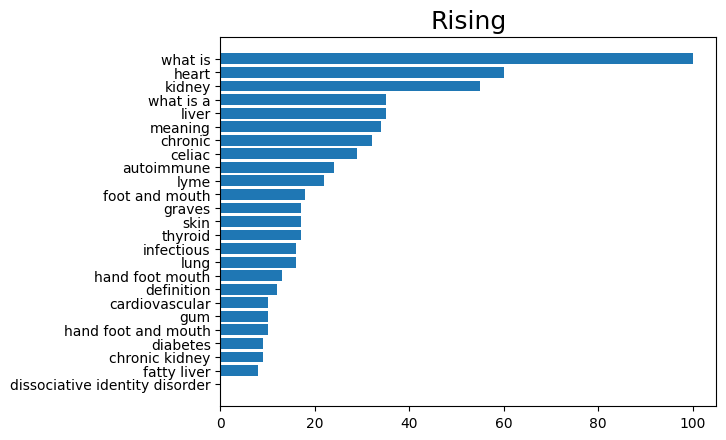 Rising
what is
heart
kidney
what is a
liver
meaning
chronic
celiac
autoimmune
lyme
foot and mouth
graves
skin
thyroid
infectious
lung
hand foot mouth
definition
cardiovascular
gum
hand foot and mouth
diabetes
chronic kidney
fatty liver
dissociative identity disorder
0 20 40 60 80 100